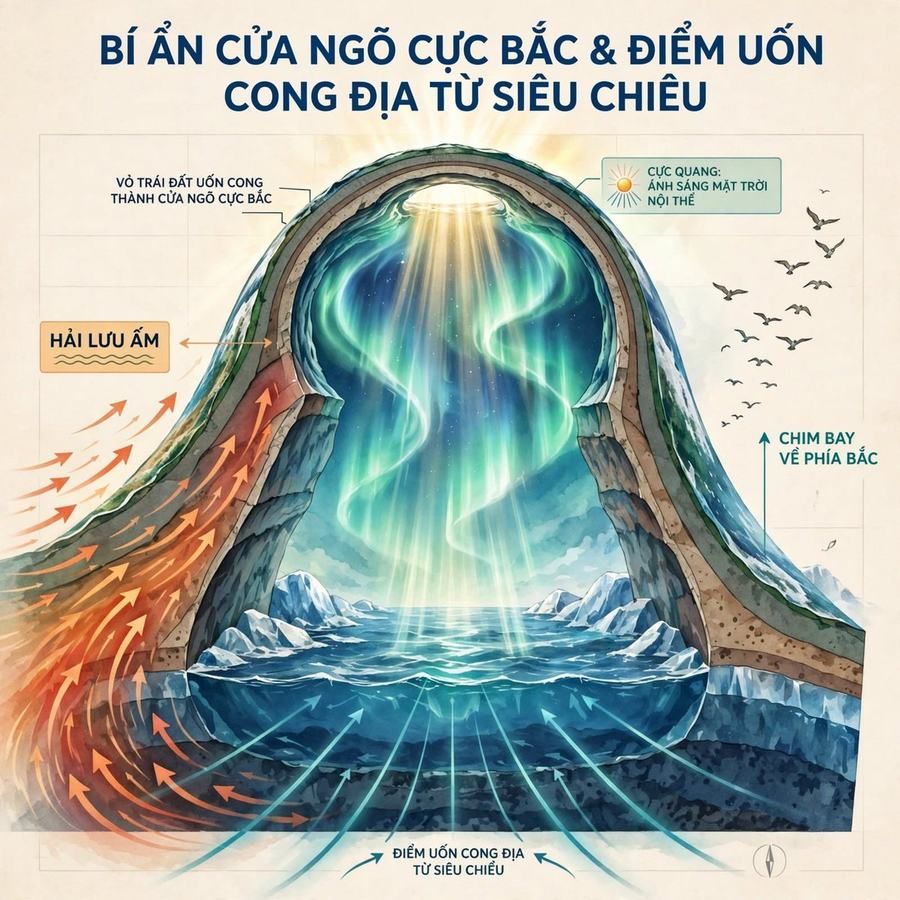 BÍ ẨN CỬA NGÕ CỰC BẮC & ĐIỂM UỐN
CONG ĐỊA TỪ SIÊU CHIÊU
VỎ TRÁI ĐẤT UỐN CONG
THÀNH CỬA NGÕ CỰC BẮC
CỰC QUANG:
ÁNH SÁNG MẶT TRỜI
NỘI THỂ
HẢI LƯU ẤM
CHIM BAY
VỀ PHÍA BẮC
ĐIỂM UỐN CONG ĐỊA
TỪ SIÊU CHIỂU